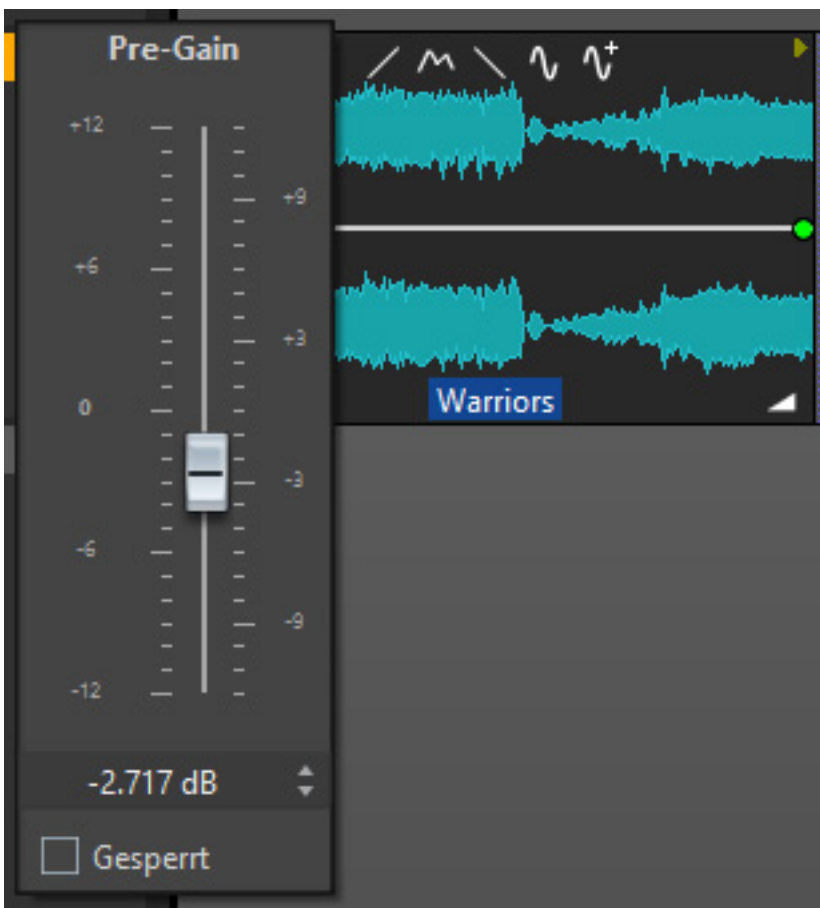 Pre-Gain
+12
+9
+6
+3
0
-3
-6
-9
-12
Warriors
-2.717 dB
Gesperrt